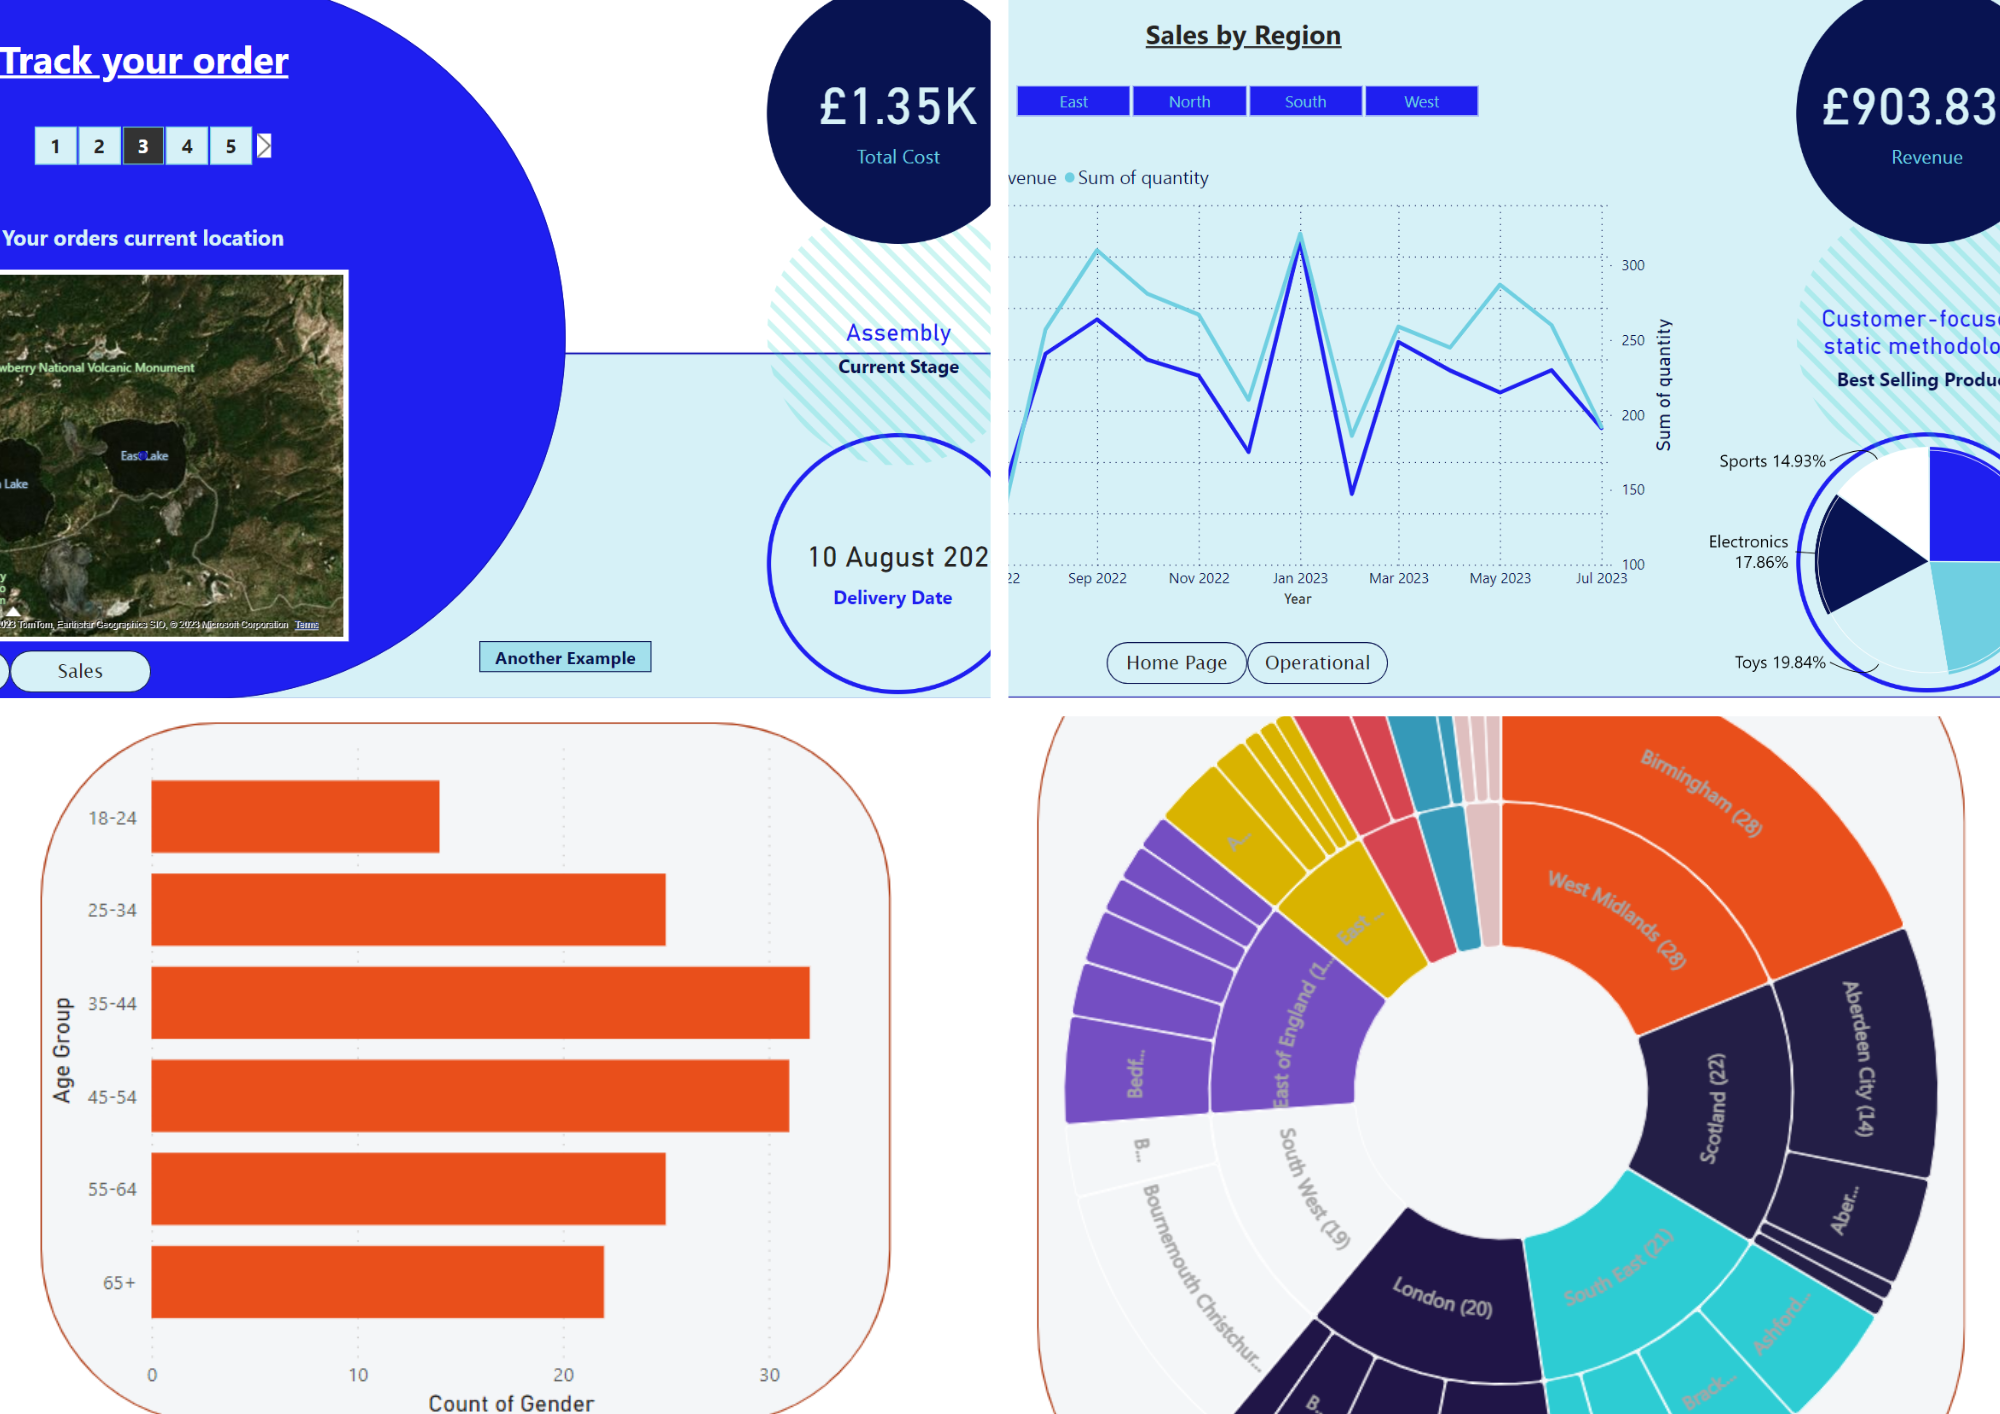 Track your order
1 2 3 4 5
Your orders current location
wberry National Volcanic Monument
East Lake
Lake
2023 TomTom, Earthstar Geographics SIO, © 2023 Microsoft Corporation Terms
Sales
£1.35K
Total Cost
Assembly
Current Stage
10 August 202
Delivery Date
Another Example
Sales by Region
East North South West
venue Sum of quantity
300
250
200
150
100
Sum of quantity
22 Sep 2022 Nov 2022 Jan 2023 Mar 2023 May 2023 Jul 2023
Year
Home Page Operational
£903.83
Revenue
Customer-focuse
static methodolo
Best Selling Produc
Sports 14.93%
Electronics
17.86%
Toys 19.84%
Age Group
18-24
25-34
35-44
45-54
55-64
65+
0 10 20 30
Count of Gender
Birmingham (28)
West Midlands (28)
Aberdeen City (14)
Scotland (22)
Aber...
South East (21)
Ashford...
Brack...
London (20)
B...
South West (19)
Bournemouth Christchur...
B...
East of England (1...
Bedf...
East ...
A...